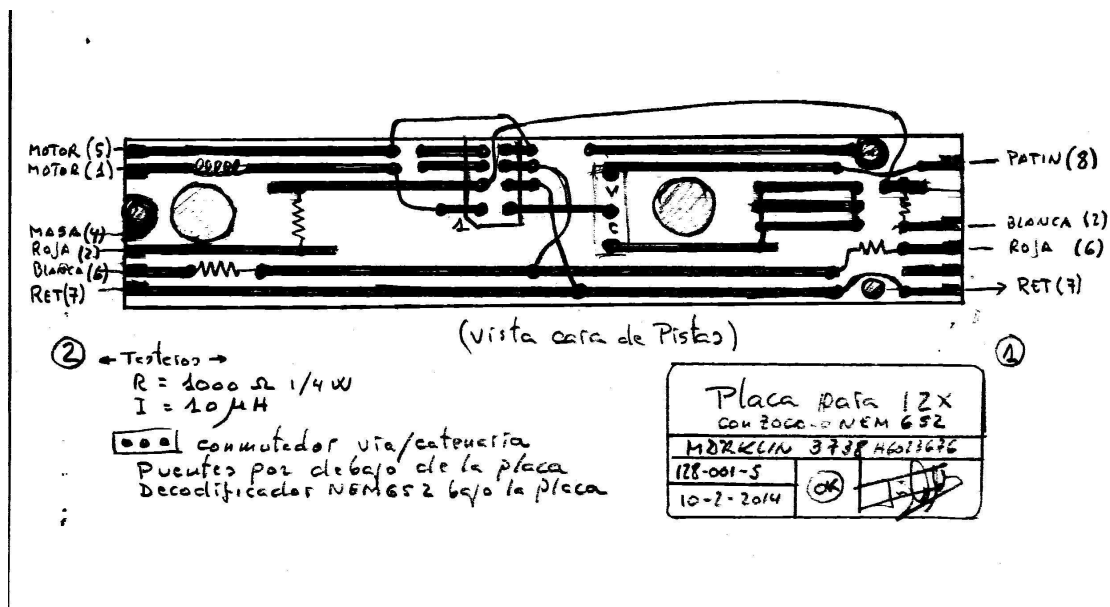 MOTOR (5)
MOTOR (1)
MASA (4)
ROJA (2)
BLANCA (6)
RET (7)
1
V
C
PATIN (8)
BLANCA (2)
ROJA (6)
RET (7)
(vista cara de Pistas)
2 ← Testeros → 1
R = 1000 Ω 1/4 W
I = 10 μH
conmutador via/catenaria
Puentes por debajo de la placa
Decodificador NEM652 bajo la placa
Placa para 12X
con zocalo NEM 652
MÄRKLIN 3738
128-001-5
10-2-2014
OK